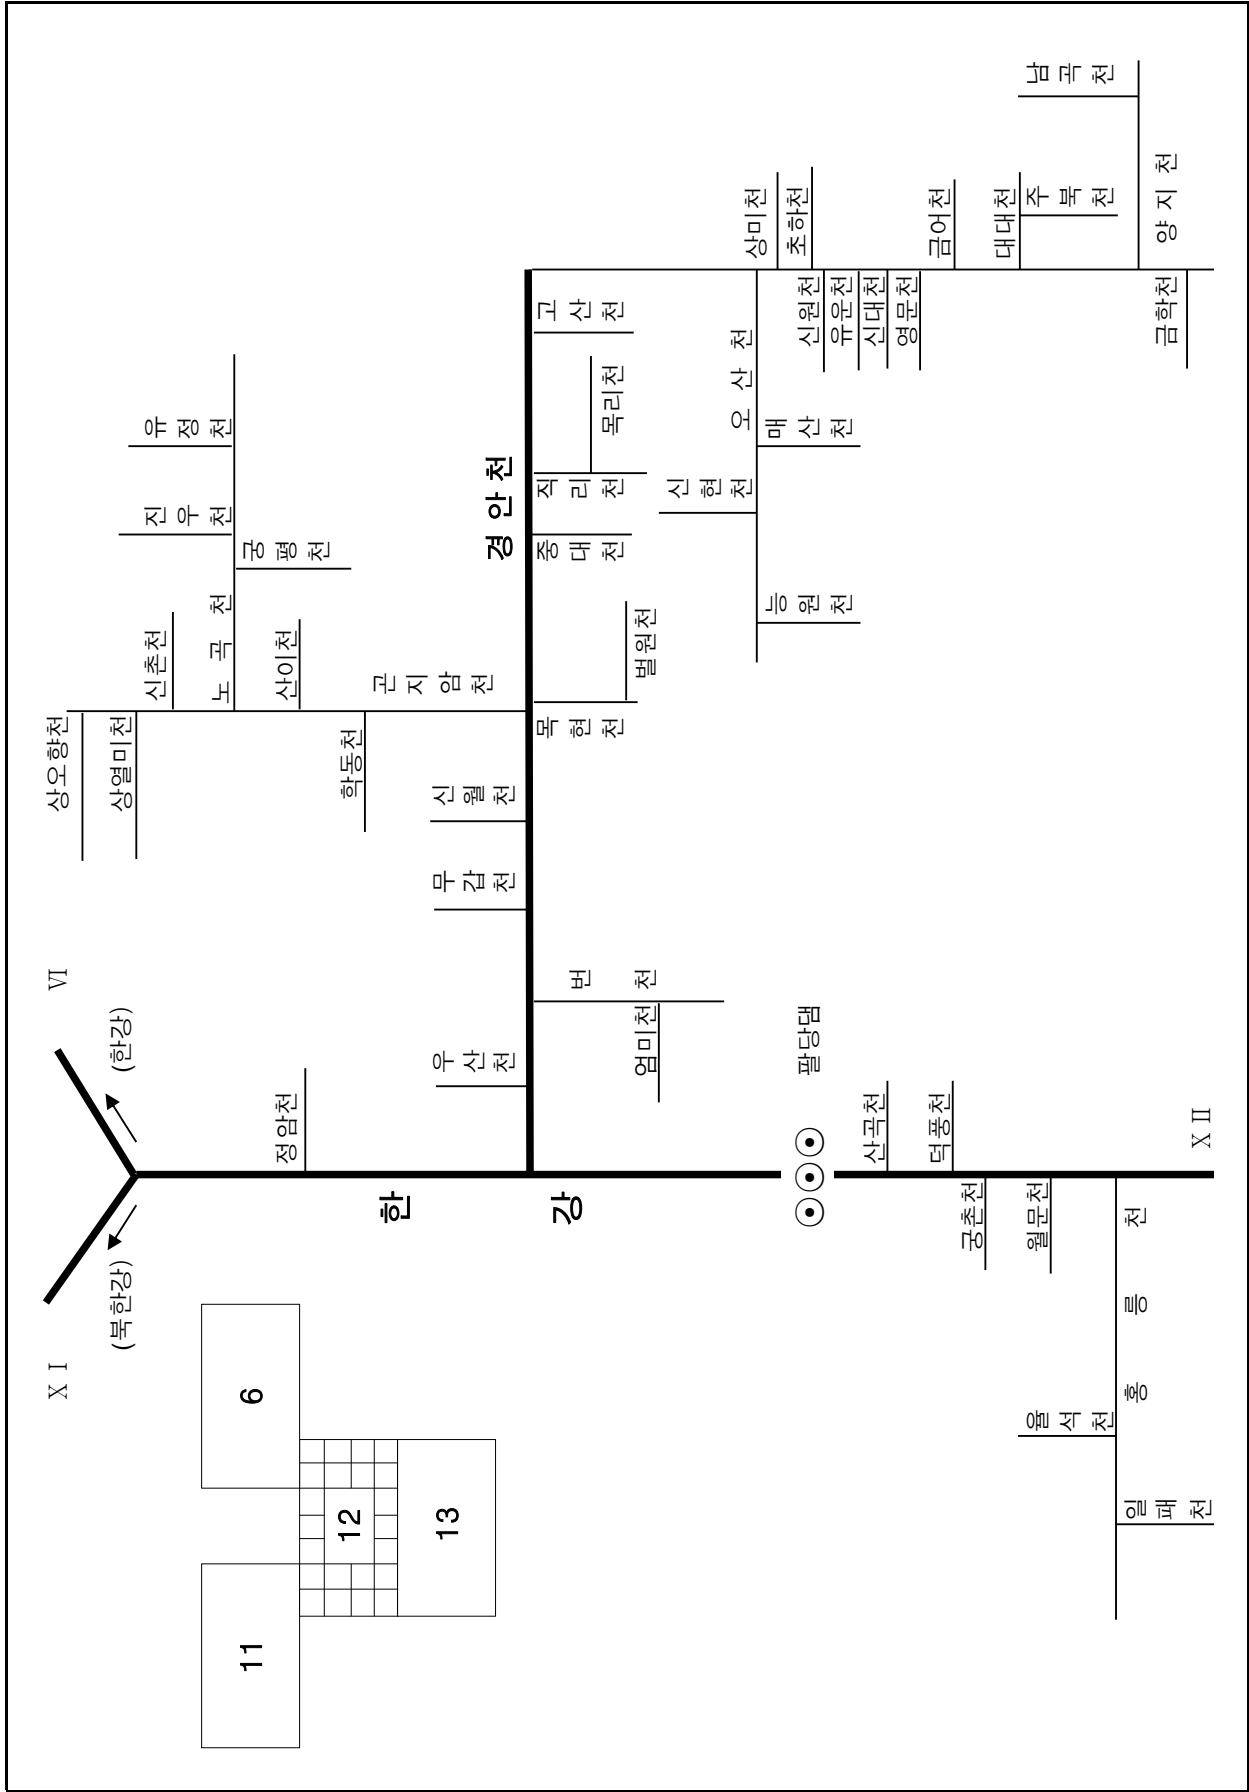 X I
VI
상오향천
(북한강)
(한강)
상열미천
신촌천
진우천
유정천
노곡천
11
6
궁평천
정암천
산이천
12
학동천
곤지암천
한강
13
우산천
무갑천
신월천
경안천
번천
목현천
중대천
직리천
고산천
목리천
엄미천
벌원천
신현천
오산천
상미천
능원천
매산천
초하천
팔당댐
신원천
유운천
산곡천
신대천
영문천
덕풍천
금어천
궁촌천
대대천
월문천
율석천
주북천
남곡천
홍릉천
일패천
금학천
양지천
X II